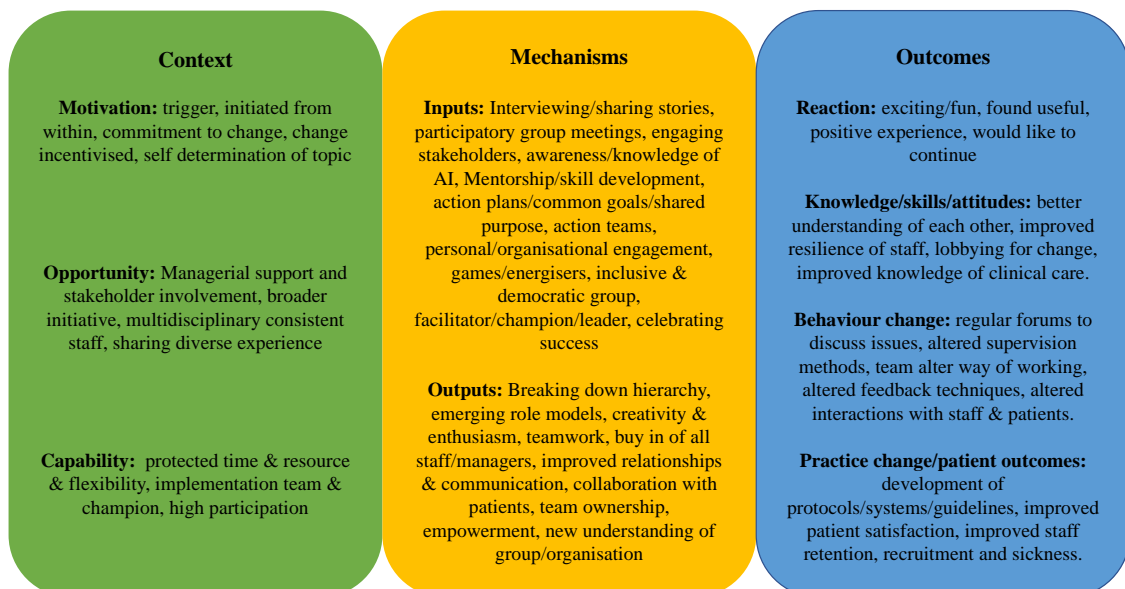 Context
Motivation: trigger, initiated from
within, commitment to change, change
incentivised, self determination of topic
Opportunity: Managerial support and
stakeholder involvement, broader
initiative, multidisciplinary consistent
staff, sharing diverse experience
Capability: protected time & resource
& flexibility, implementation team &
champion, high participation
Mechanisms
Inputs: Interviewing/sharing stories,
participatory group meetings, engaging
stakeholders, awareness/knowledge of
AI, Mentorship/skill development,
action plans/common goals/shared
purpose, action teams,
personal/organisational engagement,
games/energisers, inclusive &
democratic group,
facilitator/champion/leader, celebrating
success
Outputs: Breaking down hierarchy,
emerging role models, creativity &
enthusiasm, teamwork, buy in of all
staff/managers, improved relationships
& communication, collaboration with
patients, team ownership,
empowerment, new understanding of
group/organisation
Outcomes
Reaction: exciting/fun, found useful,
positive experience, would like to
continue
Knowledge/skills/attitudes: better
understanding of each other, improved
resilience of staff, lobbying for change,
improved knowledge of clinical care.
Behaviour change: regular forums to
discuss issues, altered supervision
methods, team alter way of working,
altered feedback techniques, altered
interactions with staff & patients.
Practice change/patient outcomes:
development of
protocols/systems/guidelines, improved
patient satisfaction, improved staff
retention, recruitment and sickness.